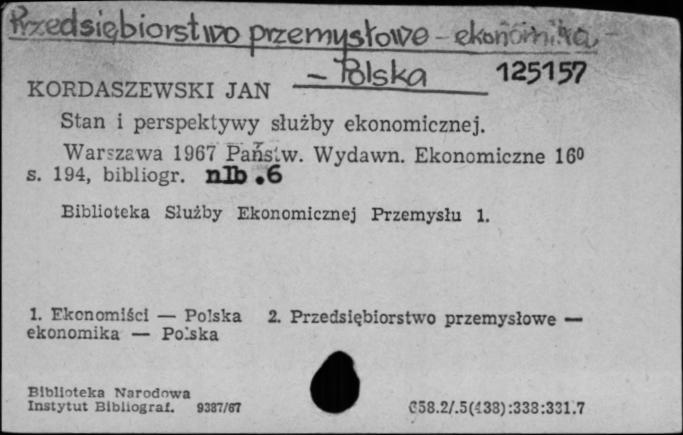 Przedsiębiorstwo przemysłowe - ekonomika -
- Polska 125157
KORDASZEWSKI JAN
Stan i perspektywy służby ekonomicznej.
Warszawa 1967 Państw. Wydawn. Ekonomiczne 16⁰
s. 194, bibliogr. nlb .6
Biblioteka Służby Ekonomicznej Przemysłu 1.
1. Ekonomiści — Polska 2. Przedsiębiorstwo przemysłowe —
ekonomika — Polska
Biblioteka Narodowa
Instytut Bibliograf. 9387/67 658.2/.5(438):338:331.7